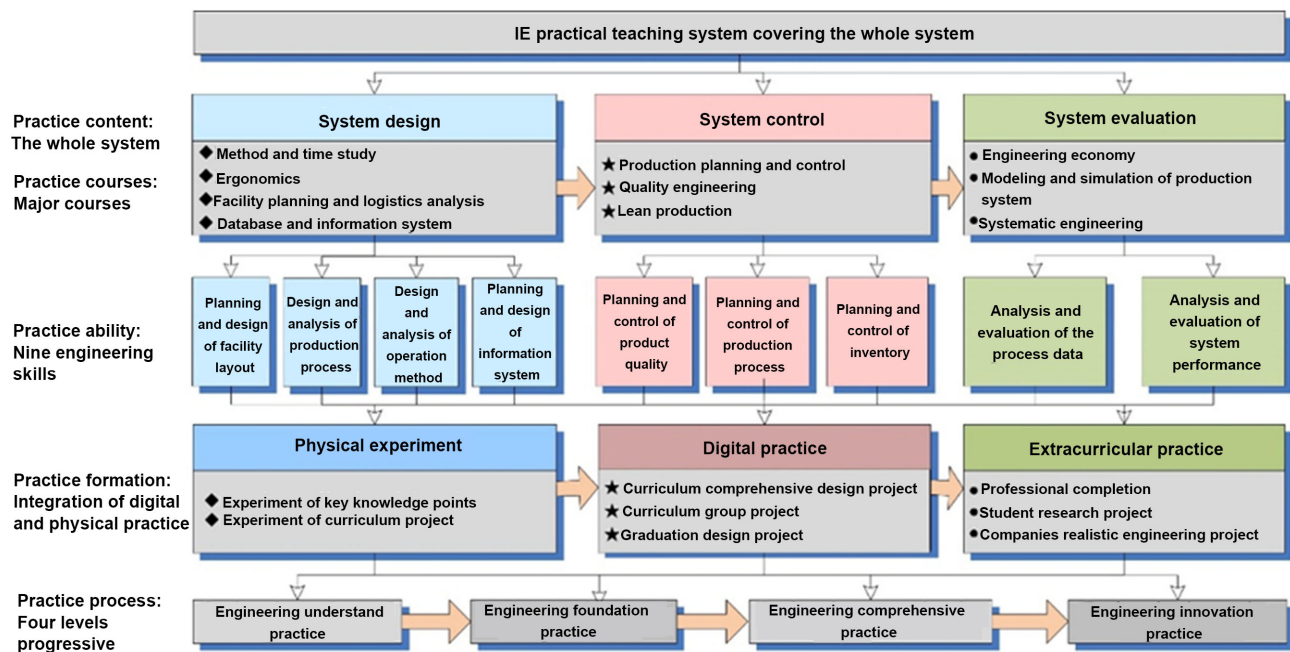 IE practical teaching system covering the whole system
Practice content:
The whole system
Practice courses:
Major courses
System design
◆ Method and time study
◆ Ergonomics
◆ Facility planning and logistics analysis
◆ Database and information system
System control
★ Production planning and control
★ Quality engineering
★ Lean production
System evaluation
● Engineering economy
● Modeling and simulation of production
system
● Systematic engineering
Practice ability:
Nine engineering
skills
Planning
and design
of facility
layout
Design and
analysis of
production
process
Design
and
analysis of
operation
method
Planning
and design
of
information
system
Planning and
control of
product
quality
Planning and
control of
production
process
Planning and
control of
inventory
Analysis and
evaluation of the
process data
Analysis and
evaluation of
system
performance
Practice formation:
Integration of digital
and physical practice
Physical experiment
◆ Experiment of key knowledge points
◆ Experiment of curriculum project
Digital practice
★ Curriculum comprehensive design project
★ Curriculum group project
★ Graduation design project
Extracurricular practice
● Professional completion
● Student research project
● Companies realistic engineering project
Practice process:
Four levels
progressive
Engineering understand
practice
Engineering foundation
practice
Engineering comprehensive
practice
Engineering innovation
practice